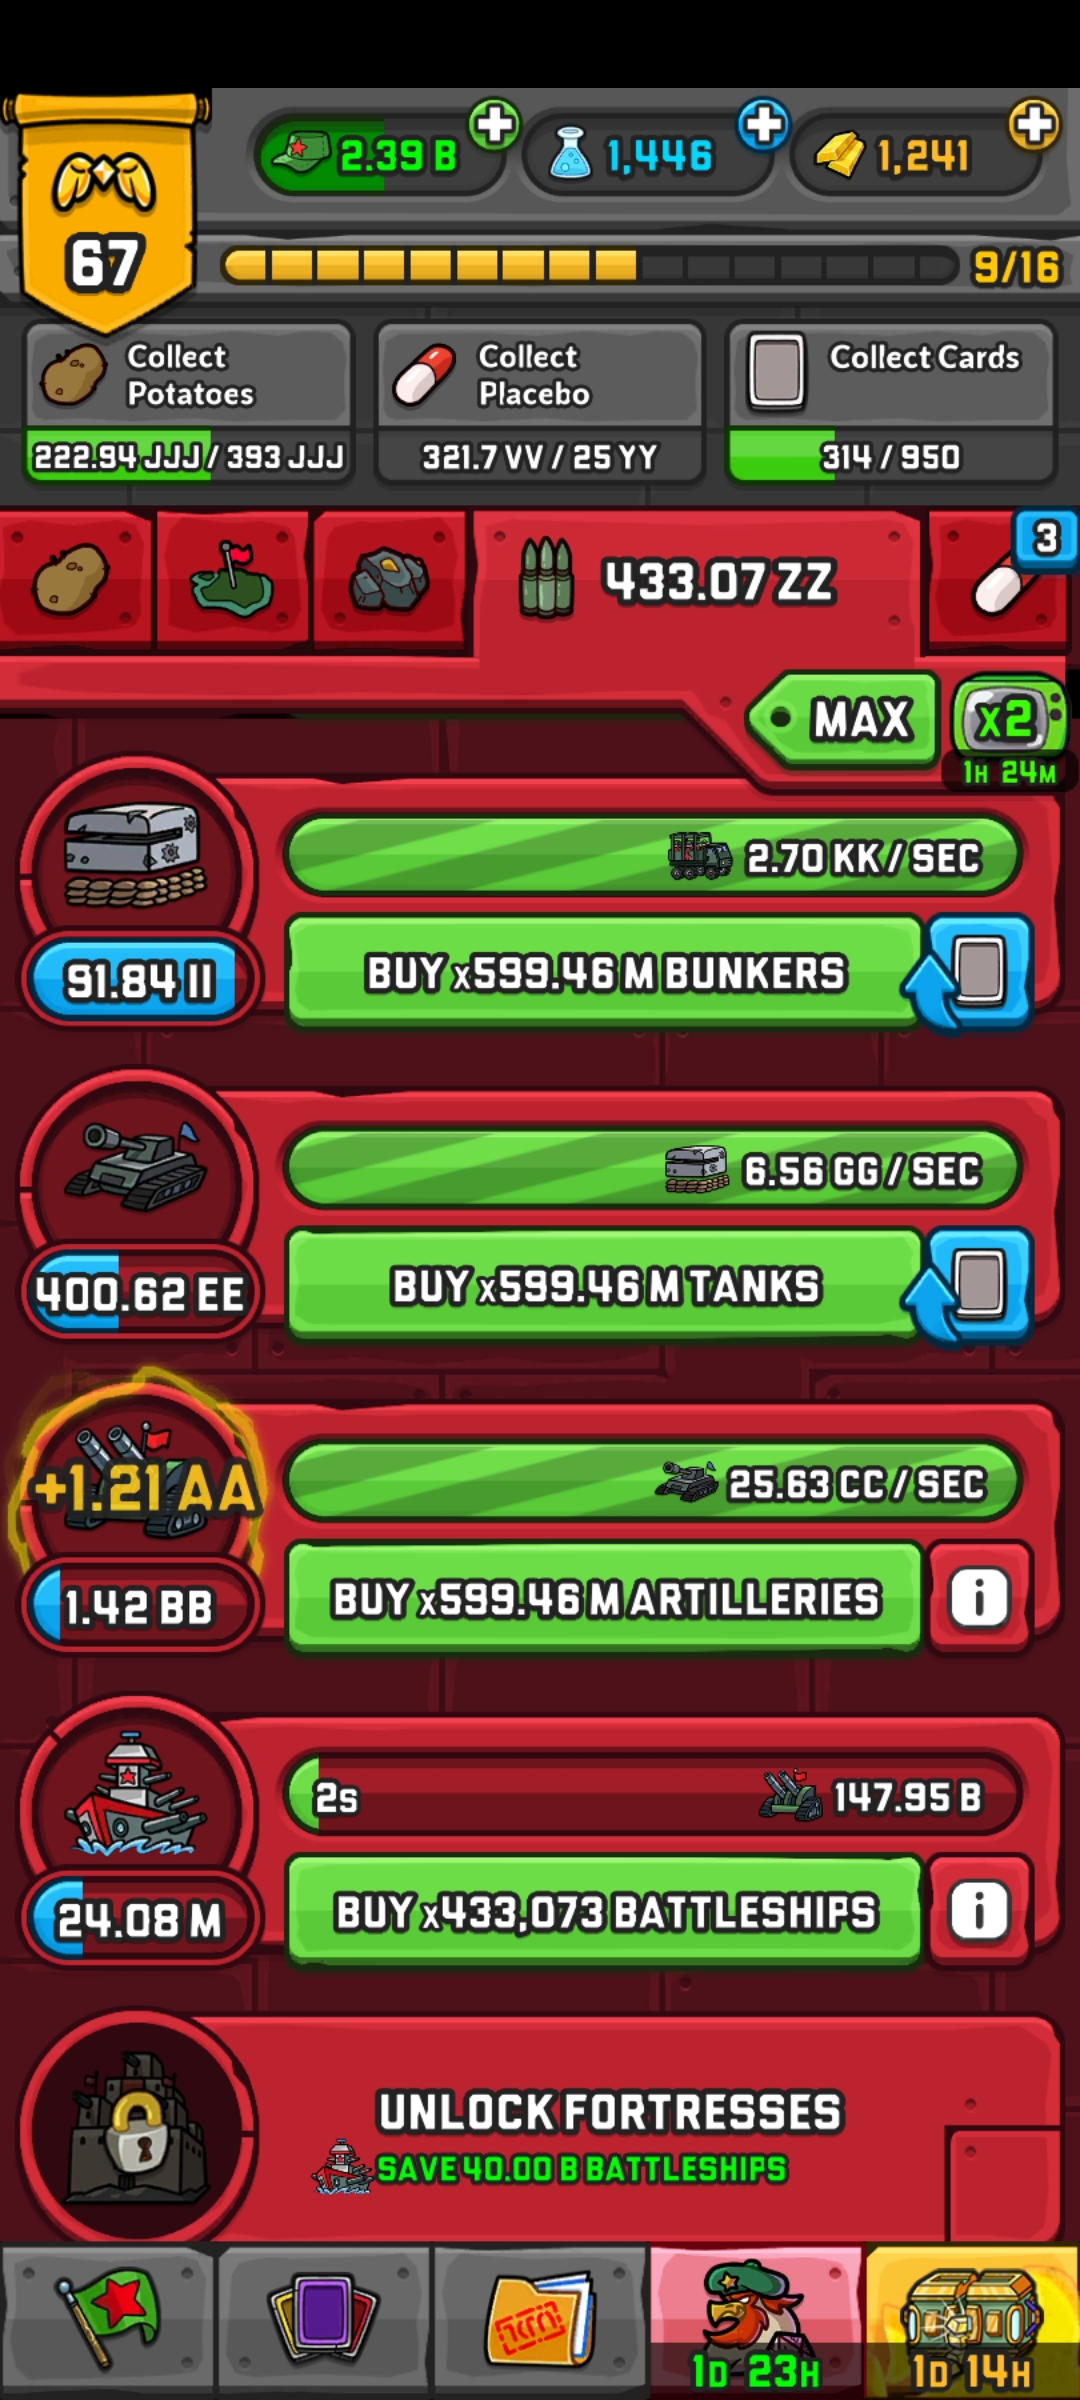 2.39 B
1,446
1,241
67
9/16
Collect
Potatoes
222.94 JJJ / 393 JJJ
Collect
Placebo
321.7 VV / 25 YY
Collect Cards
314 / 950
433.07 ZZ
3
MAX
x2
1H 24M
2.70 KK / SEC
91.84 II
BUY x599.46 M BUNKERS
6.56 GG / SEC
400.62 EE
BUY x599.46 M TANKS
+1.21 AA
25.63 CC / SEC
1.42 BB
BUY x599.46 M ARTILLERIES
i
2s
147.95 B
24.08 M
BUY x433,073 BATTLESHIPS
i
UNLOCK FORTRESSES
SAVE 40.00 B BATTLESHIPS
1D 23H
1D 14H